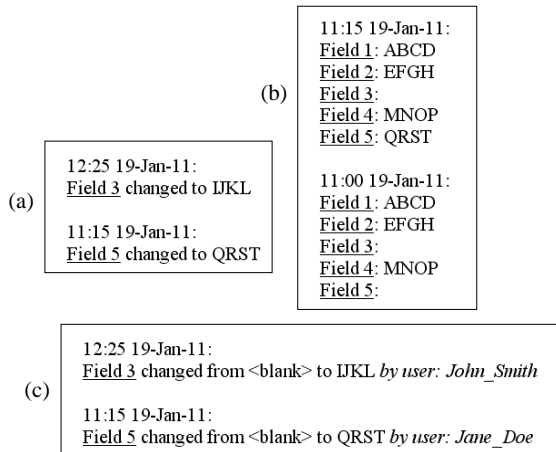 (a)
12:25 19-Jan-11:
Field 3 changed to IJKL
11:15 19-Jan-11:
Field 5 changed to QRST
(b)
11:15 19-Jan-11:
Field 1: ABCD
Field 2: EFGH
Field 3:
Field 4: MNOP
Field 5: QRST
11:00 19-Jan-11:
Field 1: ABCD
Field 2: EFGH
Field 3:
Field 4: MNOP
Field 5:
(c)
12:25 19-Jan-11:
Field 3 changed from <blank> to IJKL by user: John_Smith
11:15 19-Jan-11:
Field 5 changed from <blank> to QRST by user: Jane_Doe